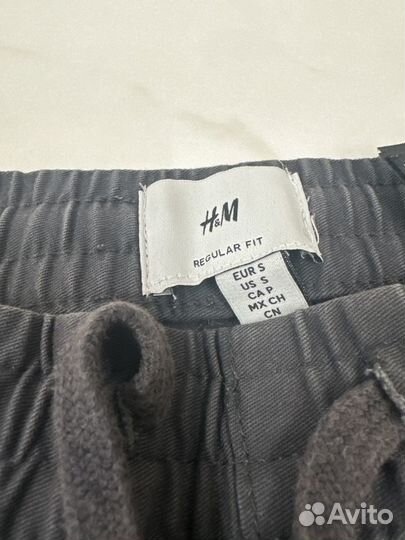 H&M
REGULAR FIT
EUR S
US S
CA P
MX CH
CN
Avito